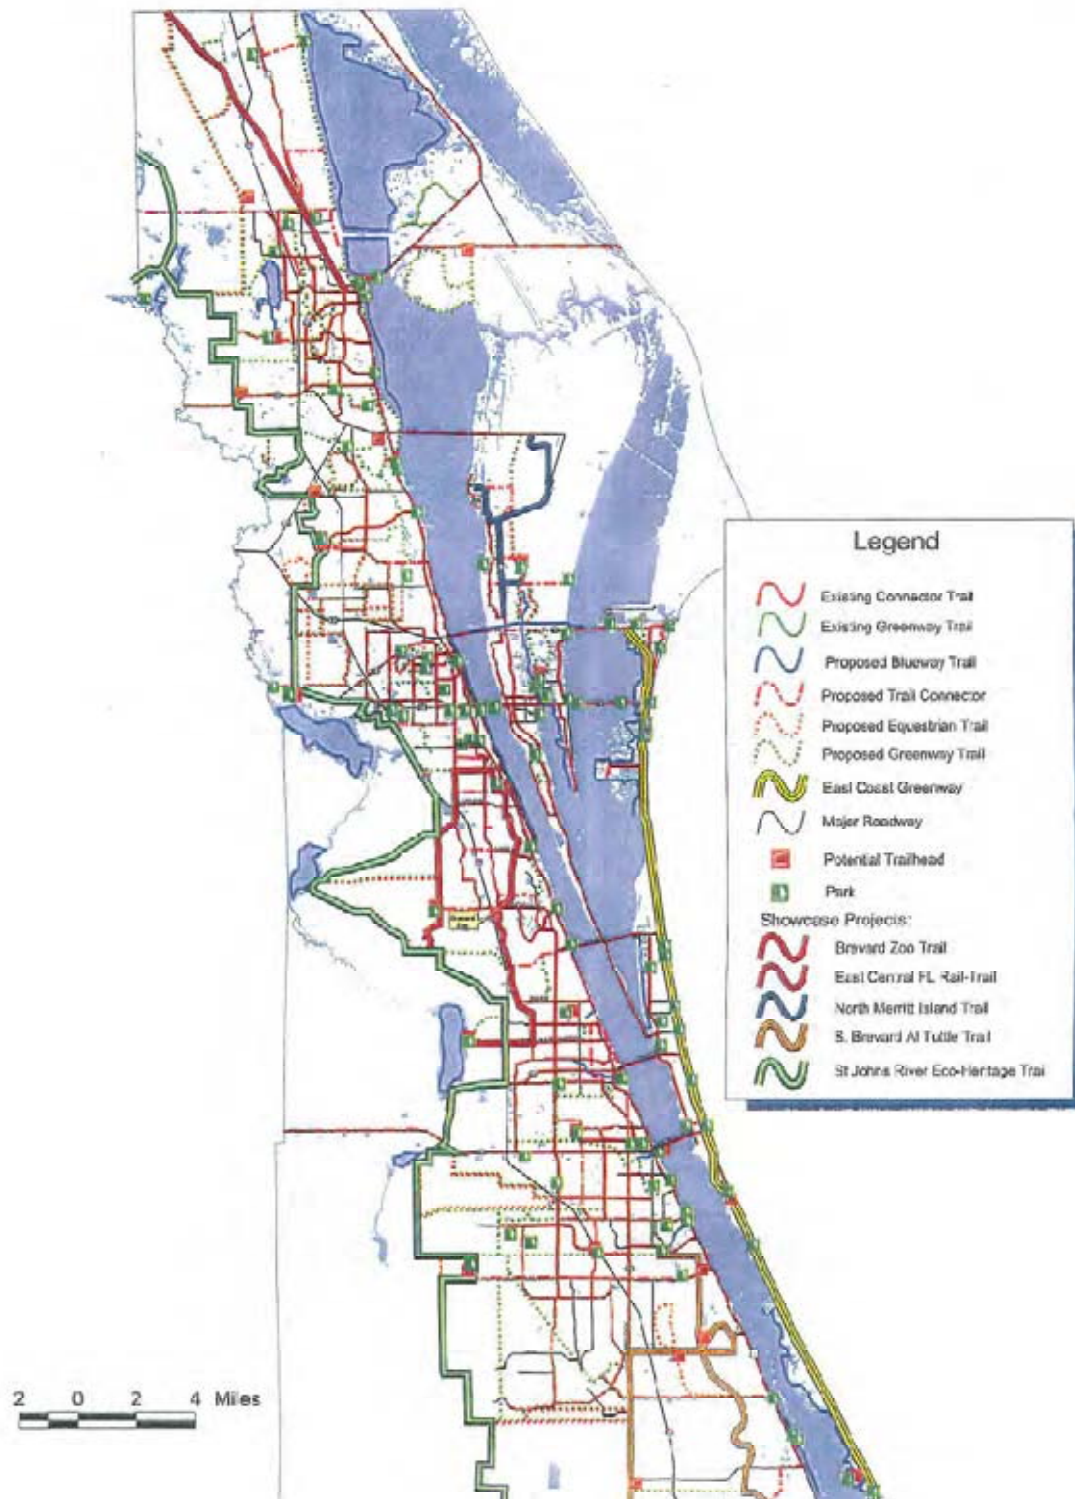 Legend
Existing Connector Trail
Existing Greenway Trail
Proposed Blueway Trail
Proposed Trail Connector
Proposed Equestrian Trail
Proposed Greenway Trail
East Coast Greenway
Major Roadway
Potential Trailhead
Park
Showcase Projects:
Brevard Zoo Trail
East Central FL Rail-Trail
North Merritt Island Trail
S. Brevard Al Tuttle Trail
St Johns River Eco-Heritage Trail
2 0 2 4 Miles